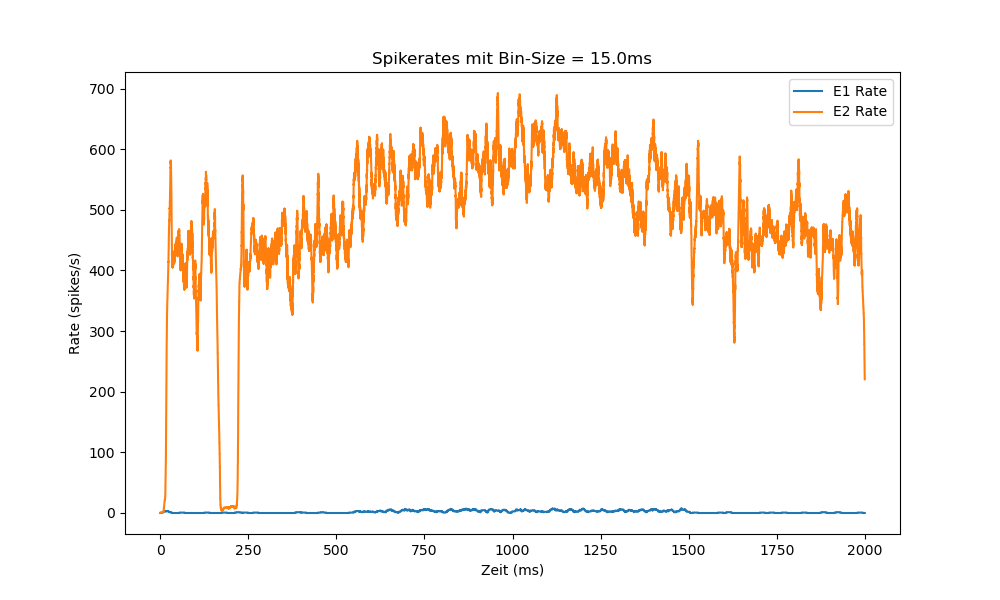 Spikerates mit Bin-Size = 15.0ms
E1 Rate
E2 Rate
700
600
500
400
300
200
100
0
Rate (spikes/s)
0 250 500 750 1000 1250 1500 1750 2000
Zeit (ms)